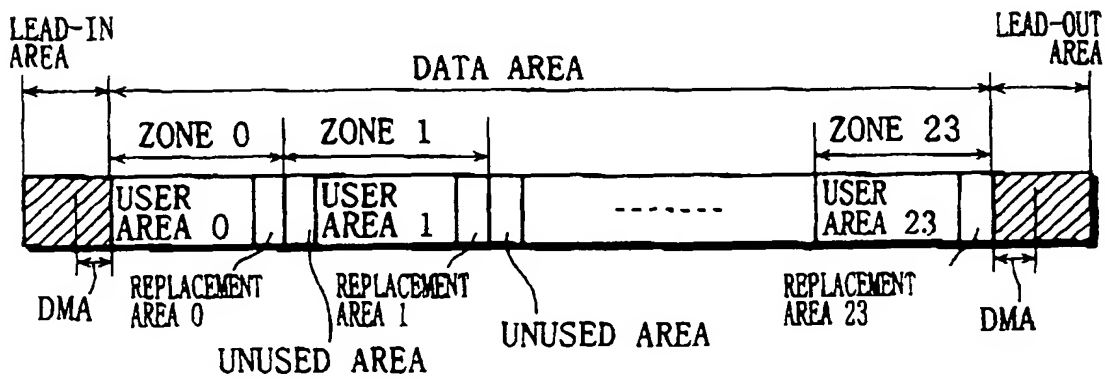 LEAD-IN
AREA
LEAD-OUT
AREA
DATA AREA
ZONE 0
ZONE 1
ZONE 23
USER
AREA 0
USER
AREA 1
USER
AREA 23
DMA
REPLACEMENT
AREA 0
REPLACEMENT
AREA 1
UNUSED AREA
REPLACEMENT
AREA 23
DMA
UNUSED AREA